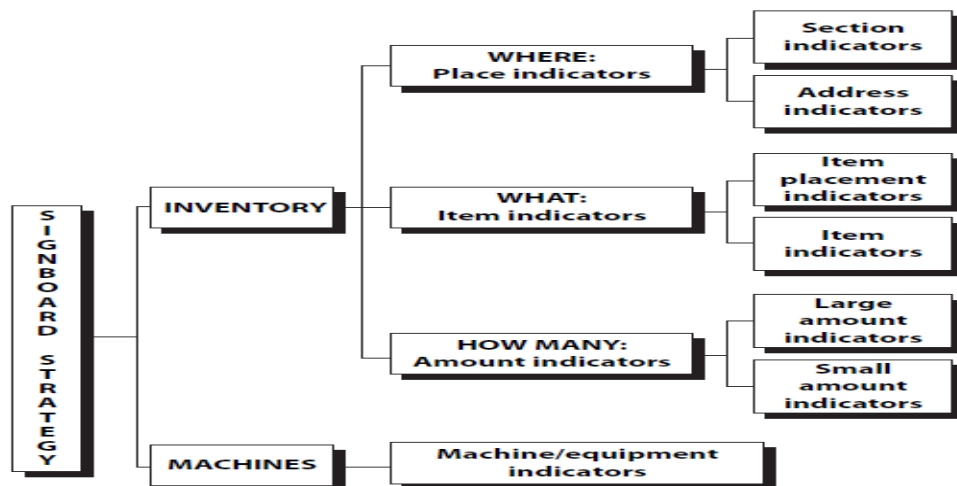 SIGNBOARD STRATEGY
INVENTORY
MACHINES
WHERE:
Place indicators
WHAT:
Item indicators
HOW MANY:
Amount indicators
Machine/equipment
indicators
Section
indicators
Address
indicators
Item
placement
indicators
Item
indicators
Large
amount
indicators
Small
amount
indicators